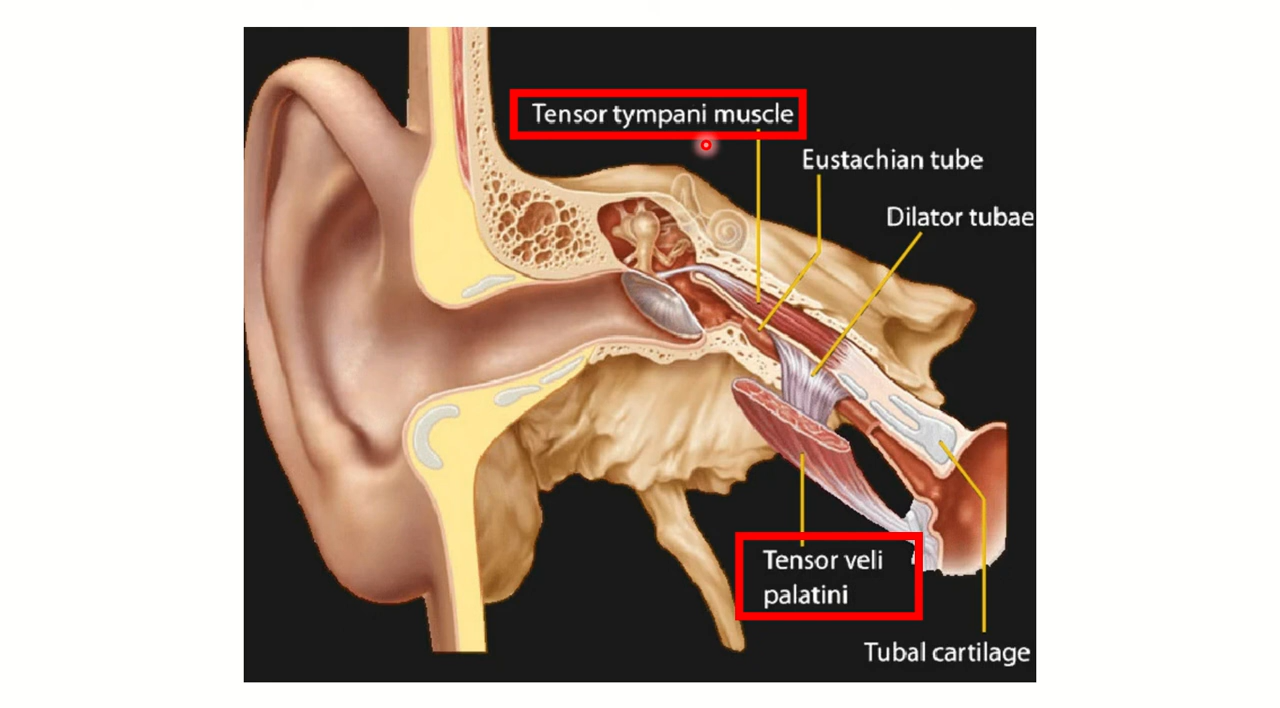 Tensor tympani muscle
Eustachian tube
Dilator tubae
Tensor veli
palatini
Tubal cartilage